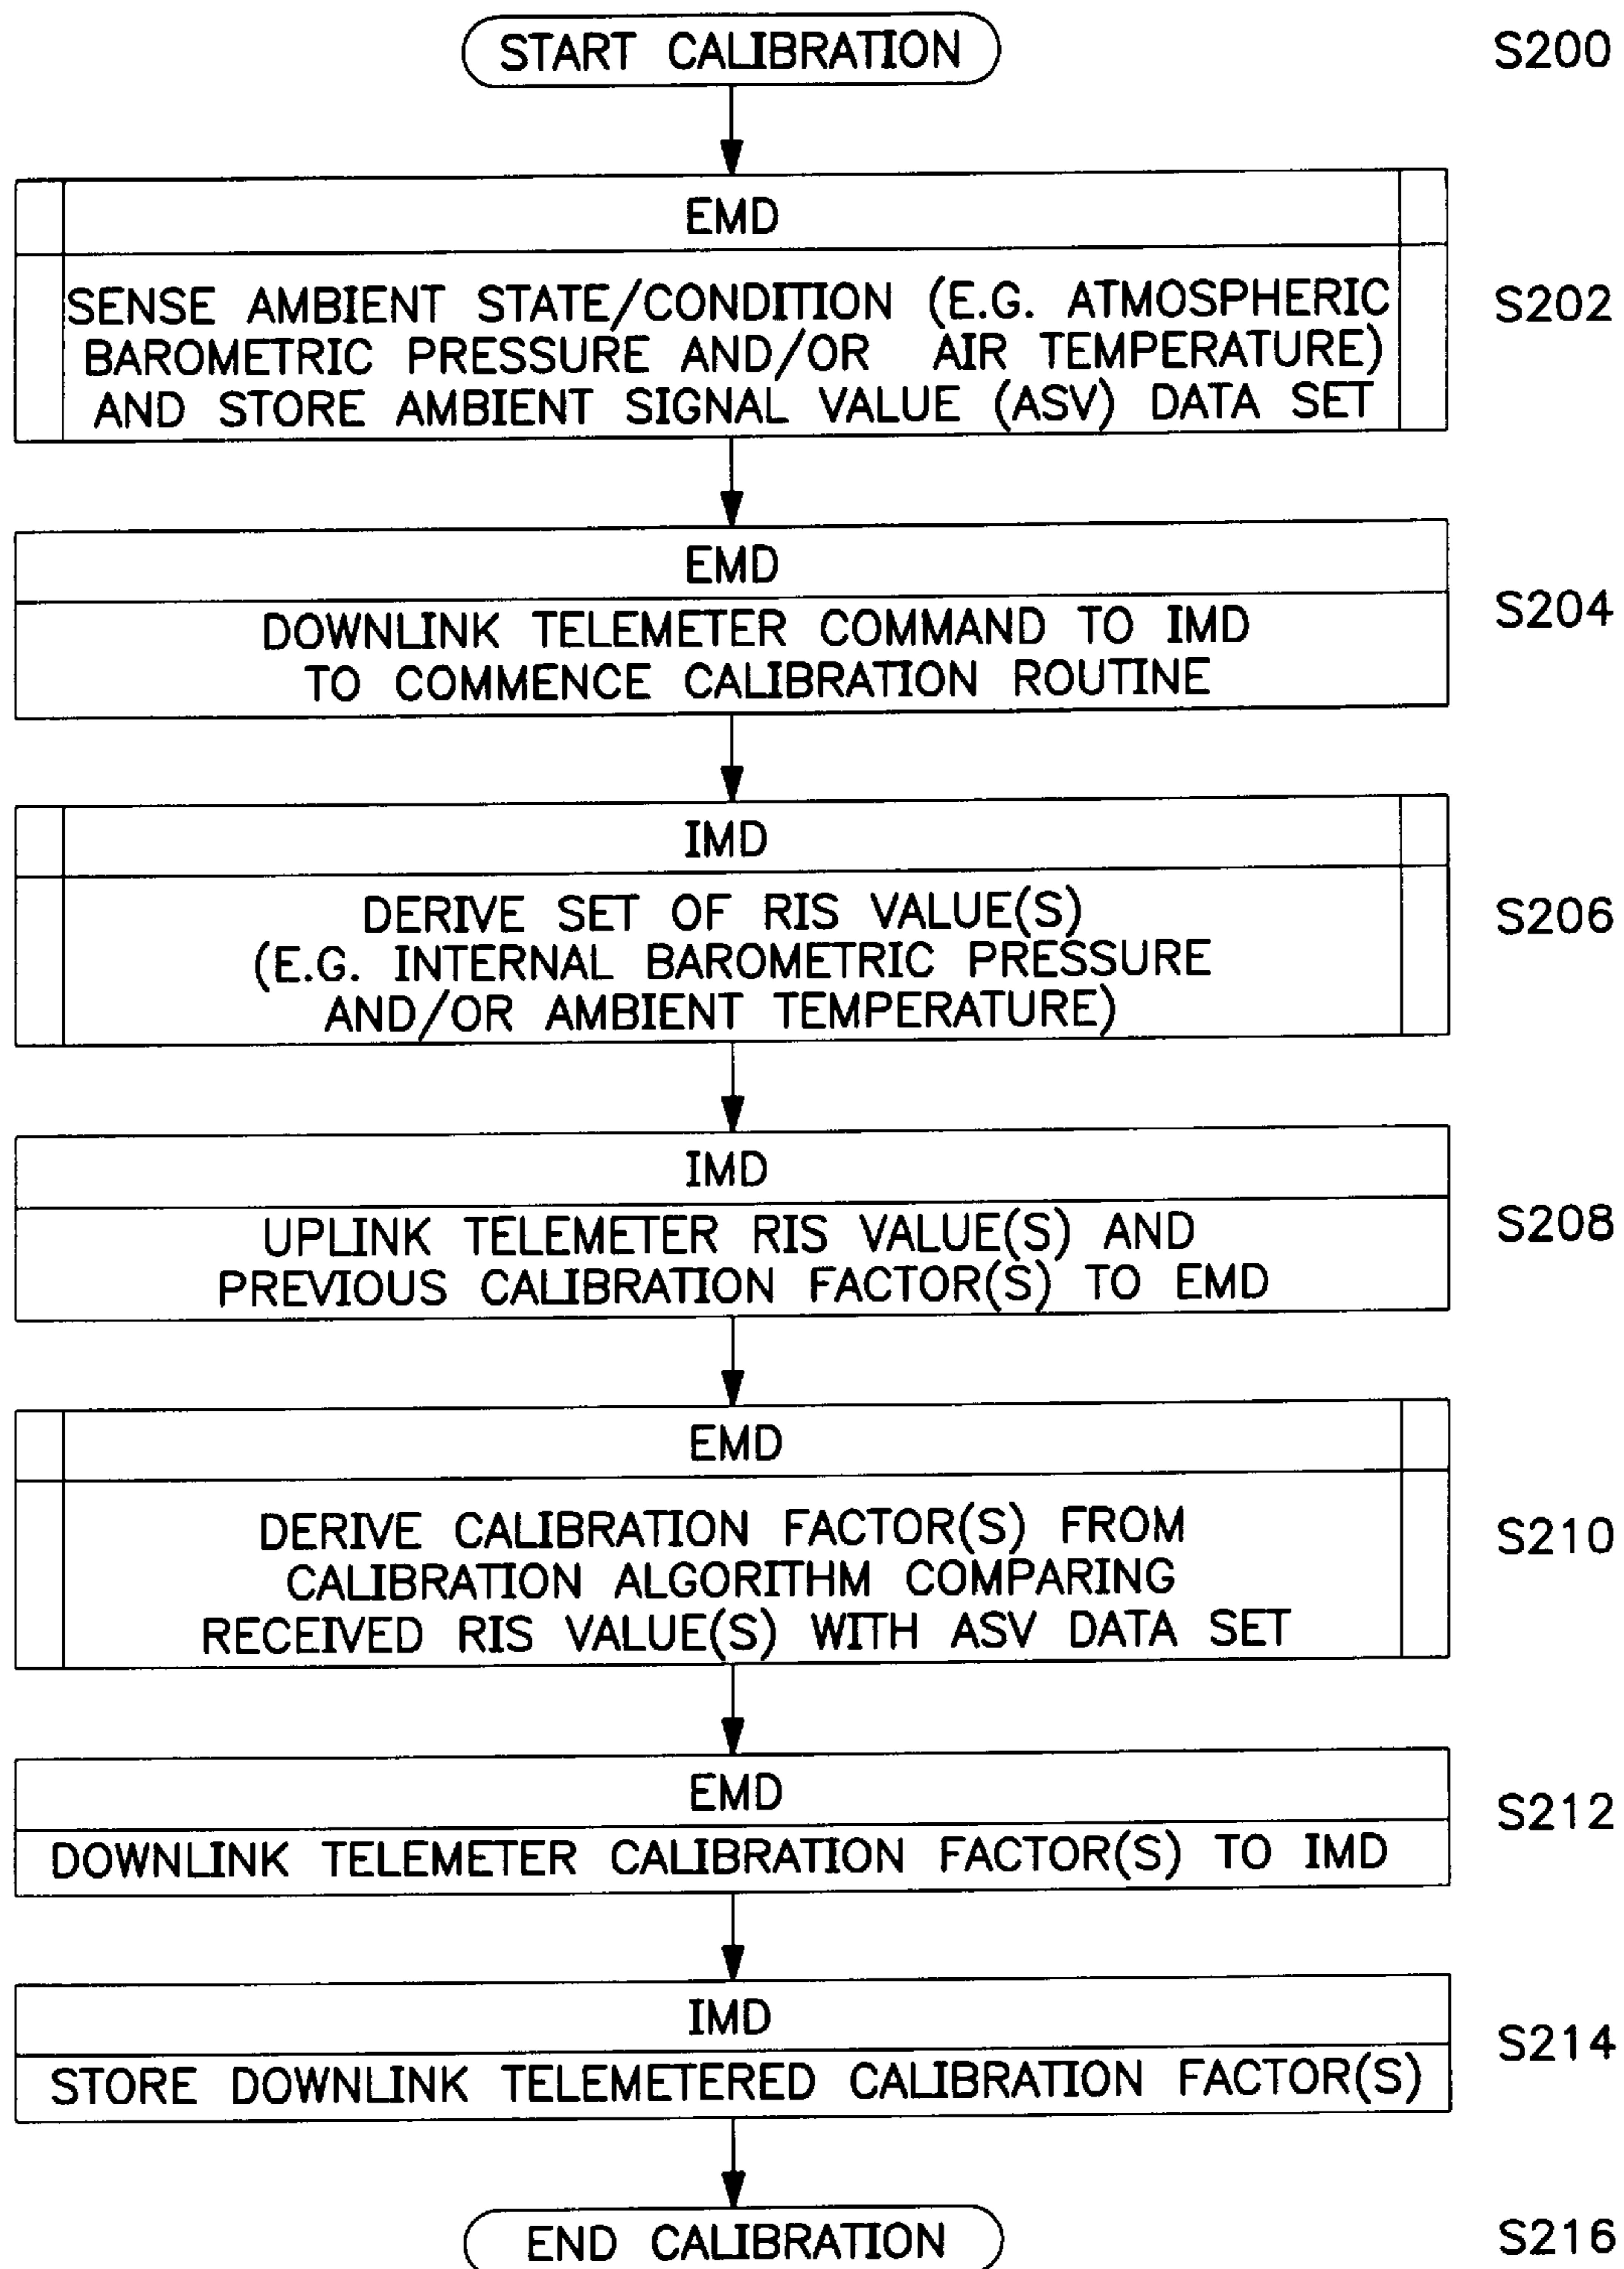 START CALIBRATION
S200
EMD
SENSE AMBIENT STATE/CONDITION (E.G. ATMOSPHERIC
BAROMETRIC PRESSURE AND/OR AIR TEMPERATURE)
AND STORE AMBIENT SIGNAL VALUE (ASV) DATA SET
S202
EMD
DOWNLINK TELEMETER COMMAND TO IMD
TO COMMENCE CALIBRATION ROUTINE
S204
IMD
DERIVE SET OF RIS VALUE(S)
(E.G. INTERNAL BAROMETRIC PRESSURE
AND/OR AMBIENT TEMPERATURE)
S206
IMD
UPLINK TELEMETER RIS VALUE(S) AND
PREVIOUS CALIBRATION FACTOR(S) TO EMD
S208
EMD
DERIVE CALIBRATION FACTOR(S) FROM
CALIBRATION ALGORITHM COMPARING
RECEIVED RIS VALUE(S) WITH ASV DATA SET
S210
EMD
DOWNLINK TELEMETER CALIBRATION FACTOR(S) TO IMD
S212
IMD
STORE DOWNLINK TELEMETERED CALIBRATION FACTOR(S)
S214
END CALIBRATION
S216